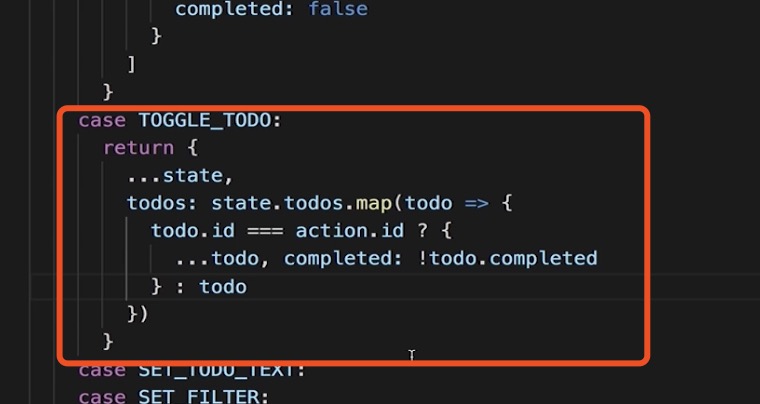 completed: false
}
]
}
case TOGGLE_TODO:
return {
...state,
todos: state.todos.map(todo => {
todo.id === action.id ? {
...todo, completed: !todo.completed
} : todo
})
}
case SET_TODO_TEXT:
case SET_FILTER: